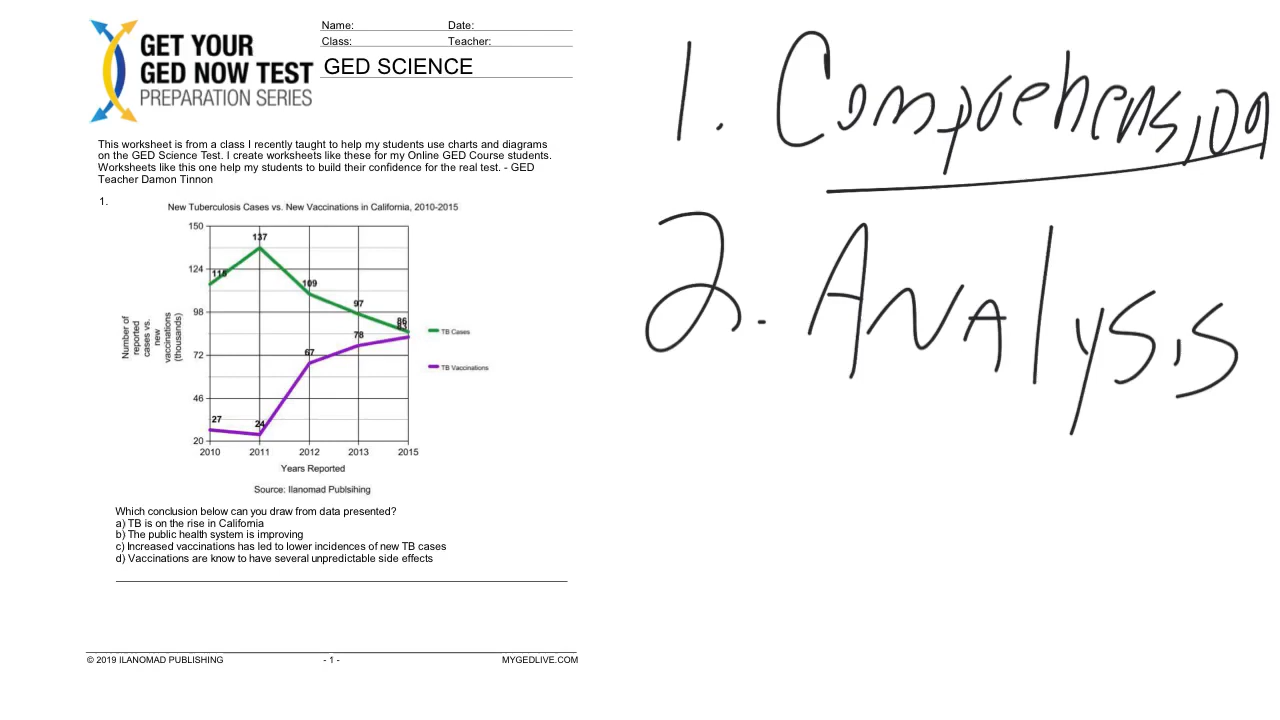 GET YOUR
GED NOW TEST
PREPARATION SERIES
Name: Date:
Class: Teacher:
GED SCIENCE
This worksheet is from a class I recently taught to help my students use charts and diagrams
on the GED Science Test. I create worksheets like these for my Online GED Course students.
Worksheets like this one help my students to build their confidence for the real test. - GED
Teacher Damon Tinnon
1.
New Tuberculosis Cases vs. New Vaccinations in California, 2010-2015
Number of
reported
cases vs.
new
vaccinations
(thousands)
150
124
98
72
46
20
115
137
109
97
86
83
27
24
67
78
TB Cases
TB Vaccinations
2010 2011 2012 2013 2015
Years Reported
Source: Ilanomad Publsihing
Which conclusion below can you draw from data presented?
a) TB is on the rise in California
b) The public health system is improving
c) Increased vaccinations has led to lower incidences of new TB cases
d) Vaccinations are know to have several unpredictable side effects
© 2019 ILANOMAD PUBLISHING - 1 - MYGEDLIVE.COM
1. Comprehension
2. Analysis